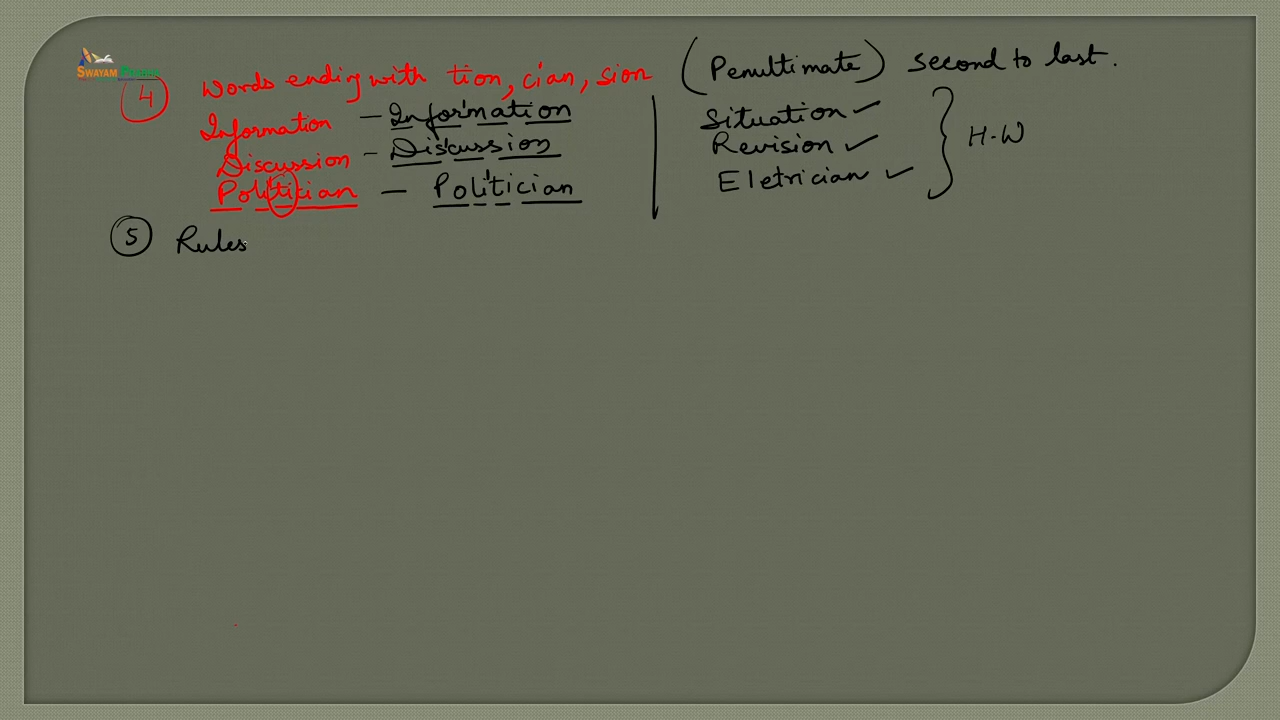 SWAYAM PRABHA
4 Words ending with tion, cian, sion (Penultimate) second to last.
Information - Information
Discussion - Discussion
Politician - Politician
Situation ✓
Revision ✓
Eletrician ✓
H.W
5 Rules